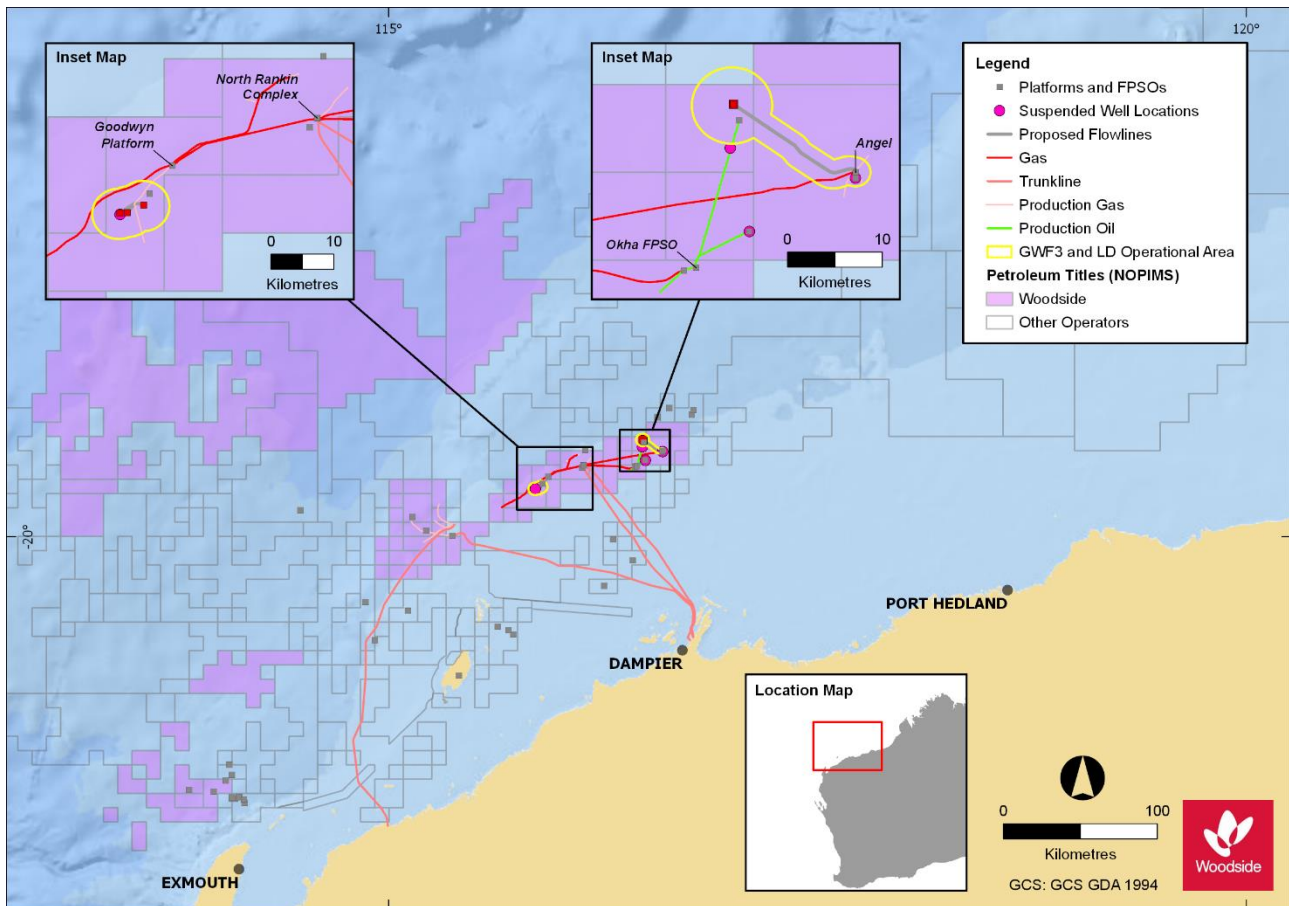 115°
120°
Inset Map
North Rankin
Complex
Goodwyn
Platform
0
10
Kilometres
Inset Map
Angel
Okha FPSO
0
10
Kilometres
Legend
Platforms and FPSOs
Suspended Well Locations
Proposed Flowlines
Gas
Trunkline
Production Gas
Production Oil
GWF3 and LD Operational Area
Petroleum Titles (NOPIMS)
Woodside
Other Operators
-20°
-20°
PORT HEDLAND
DAMPIER
EXMOUTH
Location Map
0
100
Kilometres
GCS: GCS GDA 1994
Woodside